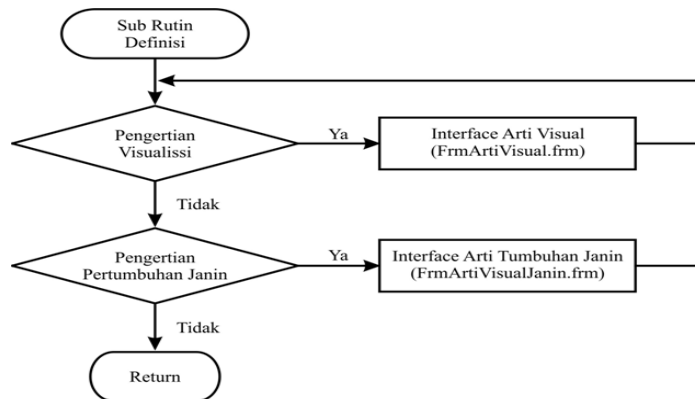 Sub Rutin
Definisi
Pengertian
Visualissi
Ya
Interface Arti Visual
(FrmArtiVisual.frm)
Tidak
Pengertian
Pertumbuhan Janin
Ya
Interface Arti Tumbuhan Janin
(FrmArtiVisualJanin.frm)
Tidak
Return